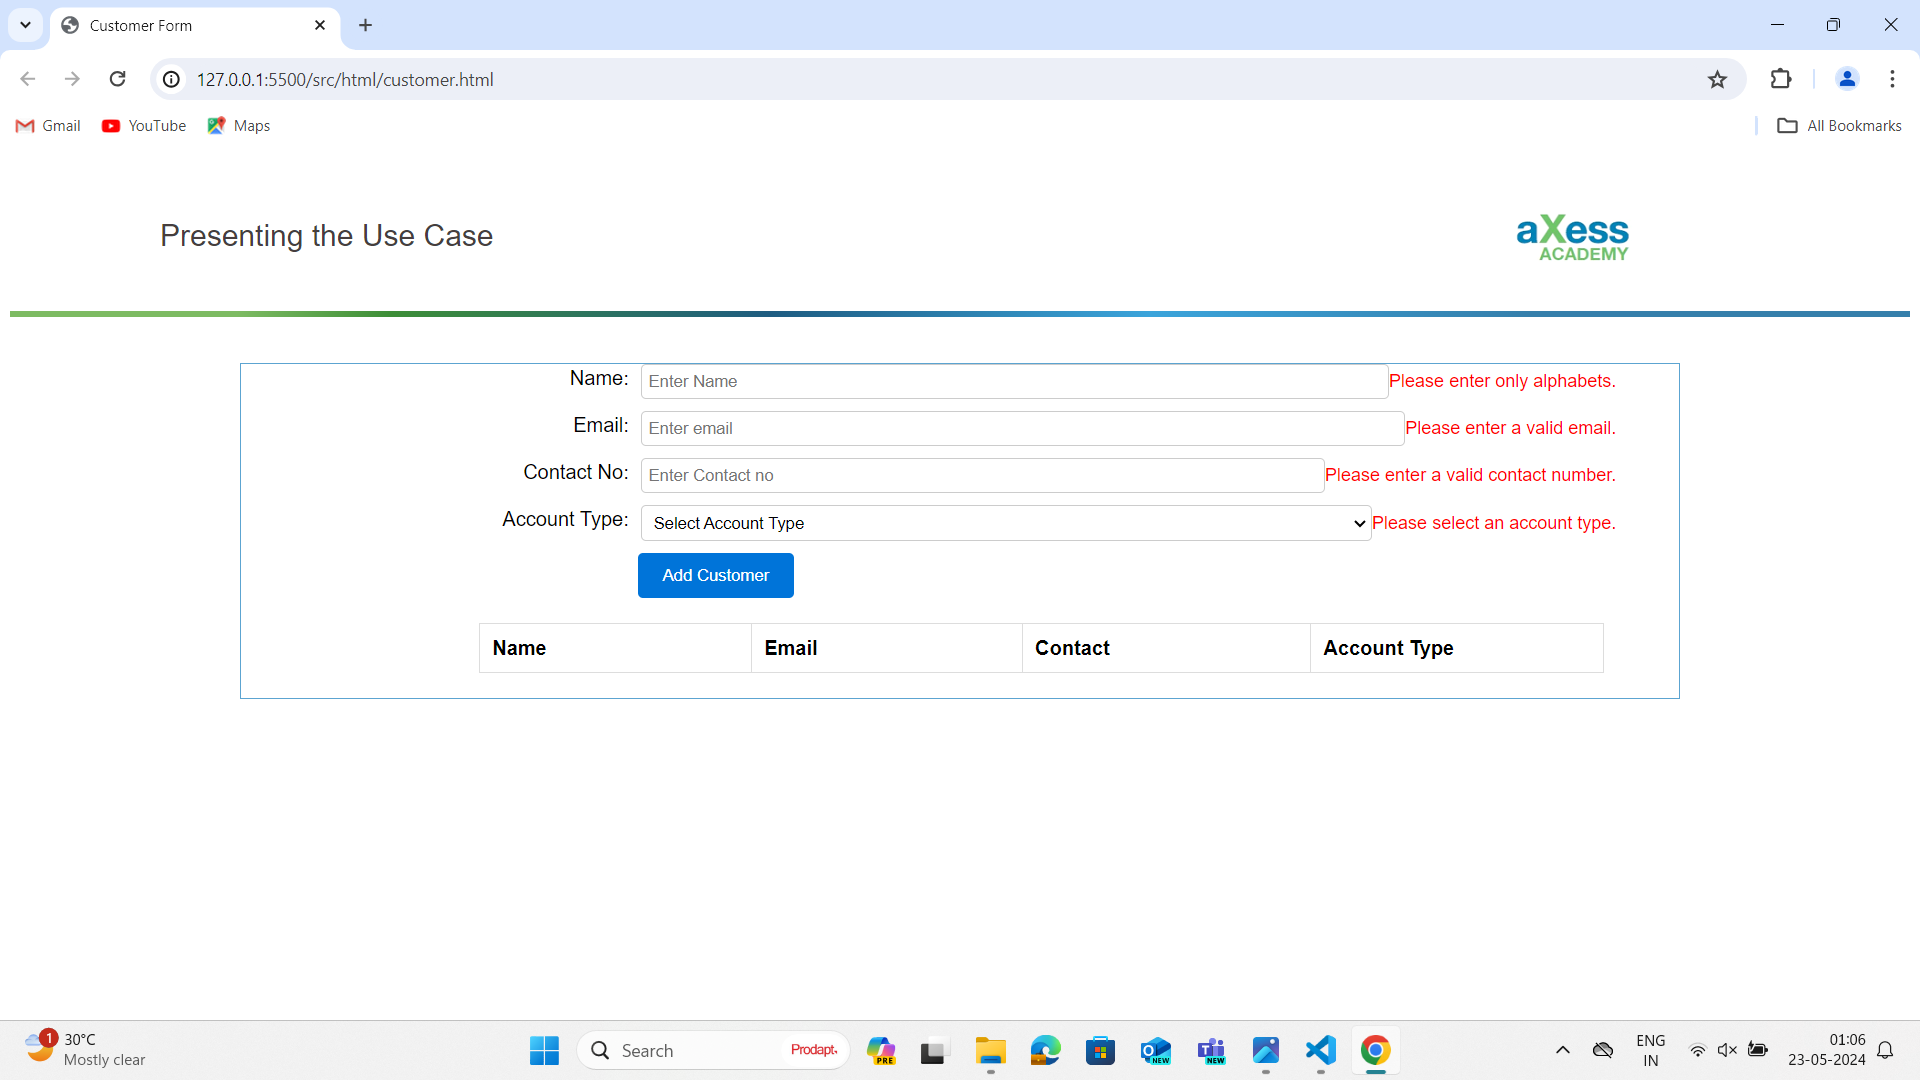 Customer Form
127.0.0.1:5500/src/html/customer.html
Gmail YouTube Maps All Bookmarks
Presenting the Use Case
aXess
ACADEMY
Name: Enter Name Please enter only alphabets.
Email: Enter email Please enter a valid email.
Contact No: Enter Contact no Please enter a valid contact number.
Account Type: Select Account Type Please select an account type.
Add Customer
Name Email Contact Account Type
1 30°C
Mostly clear
Search Prodapt.
PRE
NEW
NEW
ENG
IN
01:06
23-05-2024